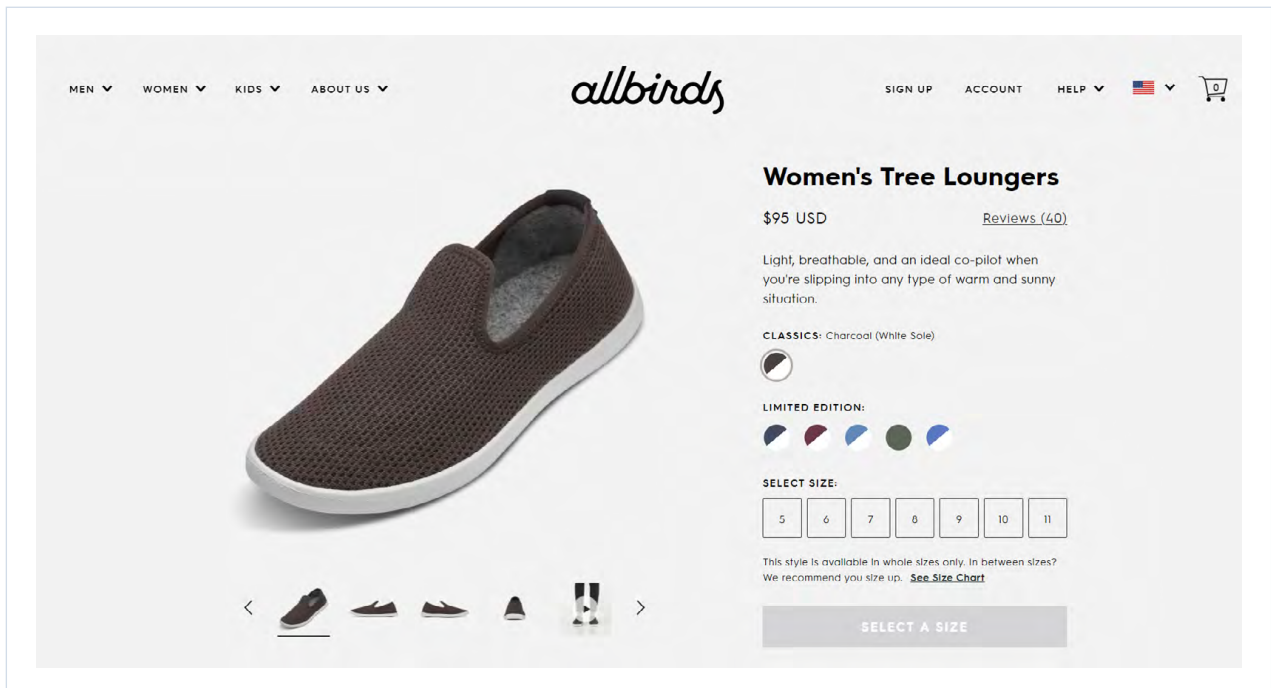 MEN
WOMEN
KIDS
ABOUT US
allbirds
SIGN UP
ACCOUNT
HELP
0
Women's Tree Loungers
$95 USD
Reviews (40)
Light, breathable, and an ideal co-pilot when
you're slipping into any type of warm and sunny
situation.
CLASSICS: Charcoal (White Sole)
LIMITED EDITION:
SELECT SIZE:
5 6 7 8 9 10 11
This style is available in whole sizes only. In between sizes?
We recommend you size up. See Size Chart
SELECT A SIZE